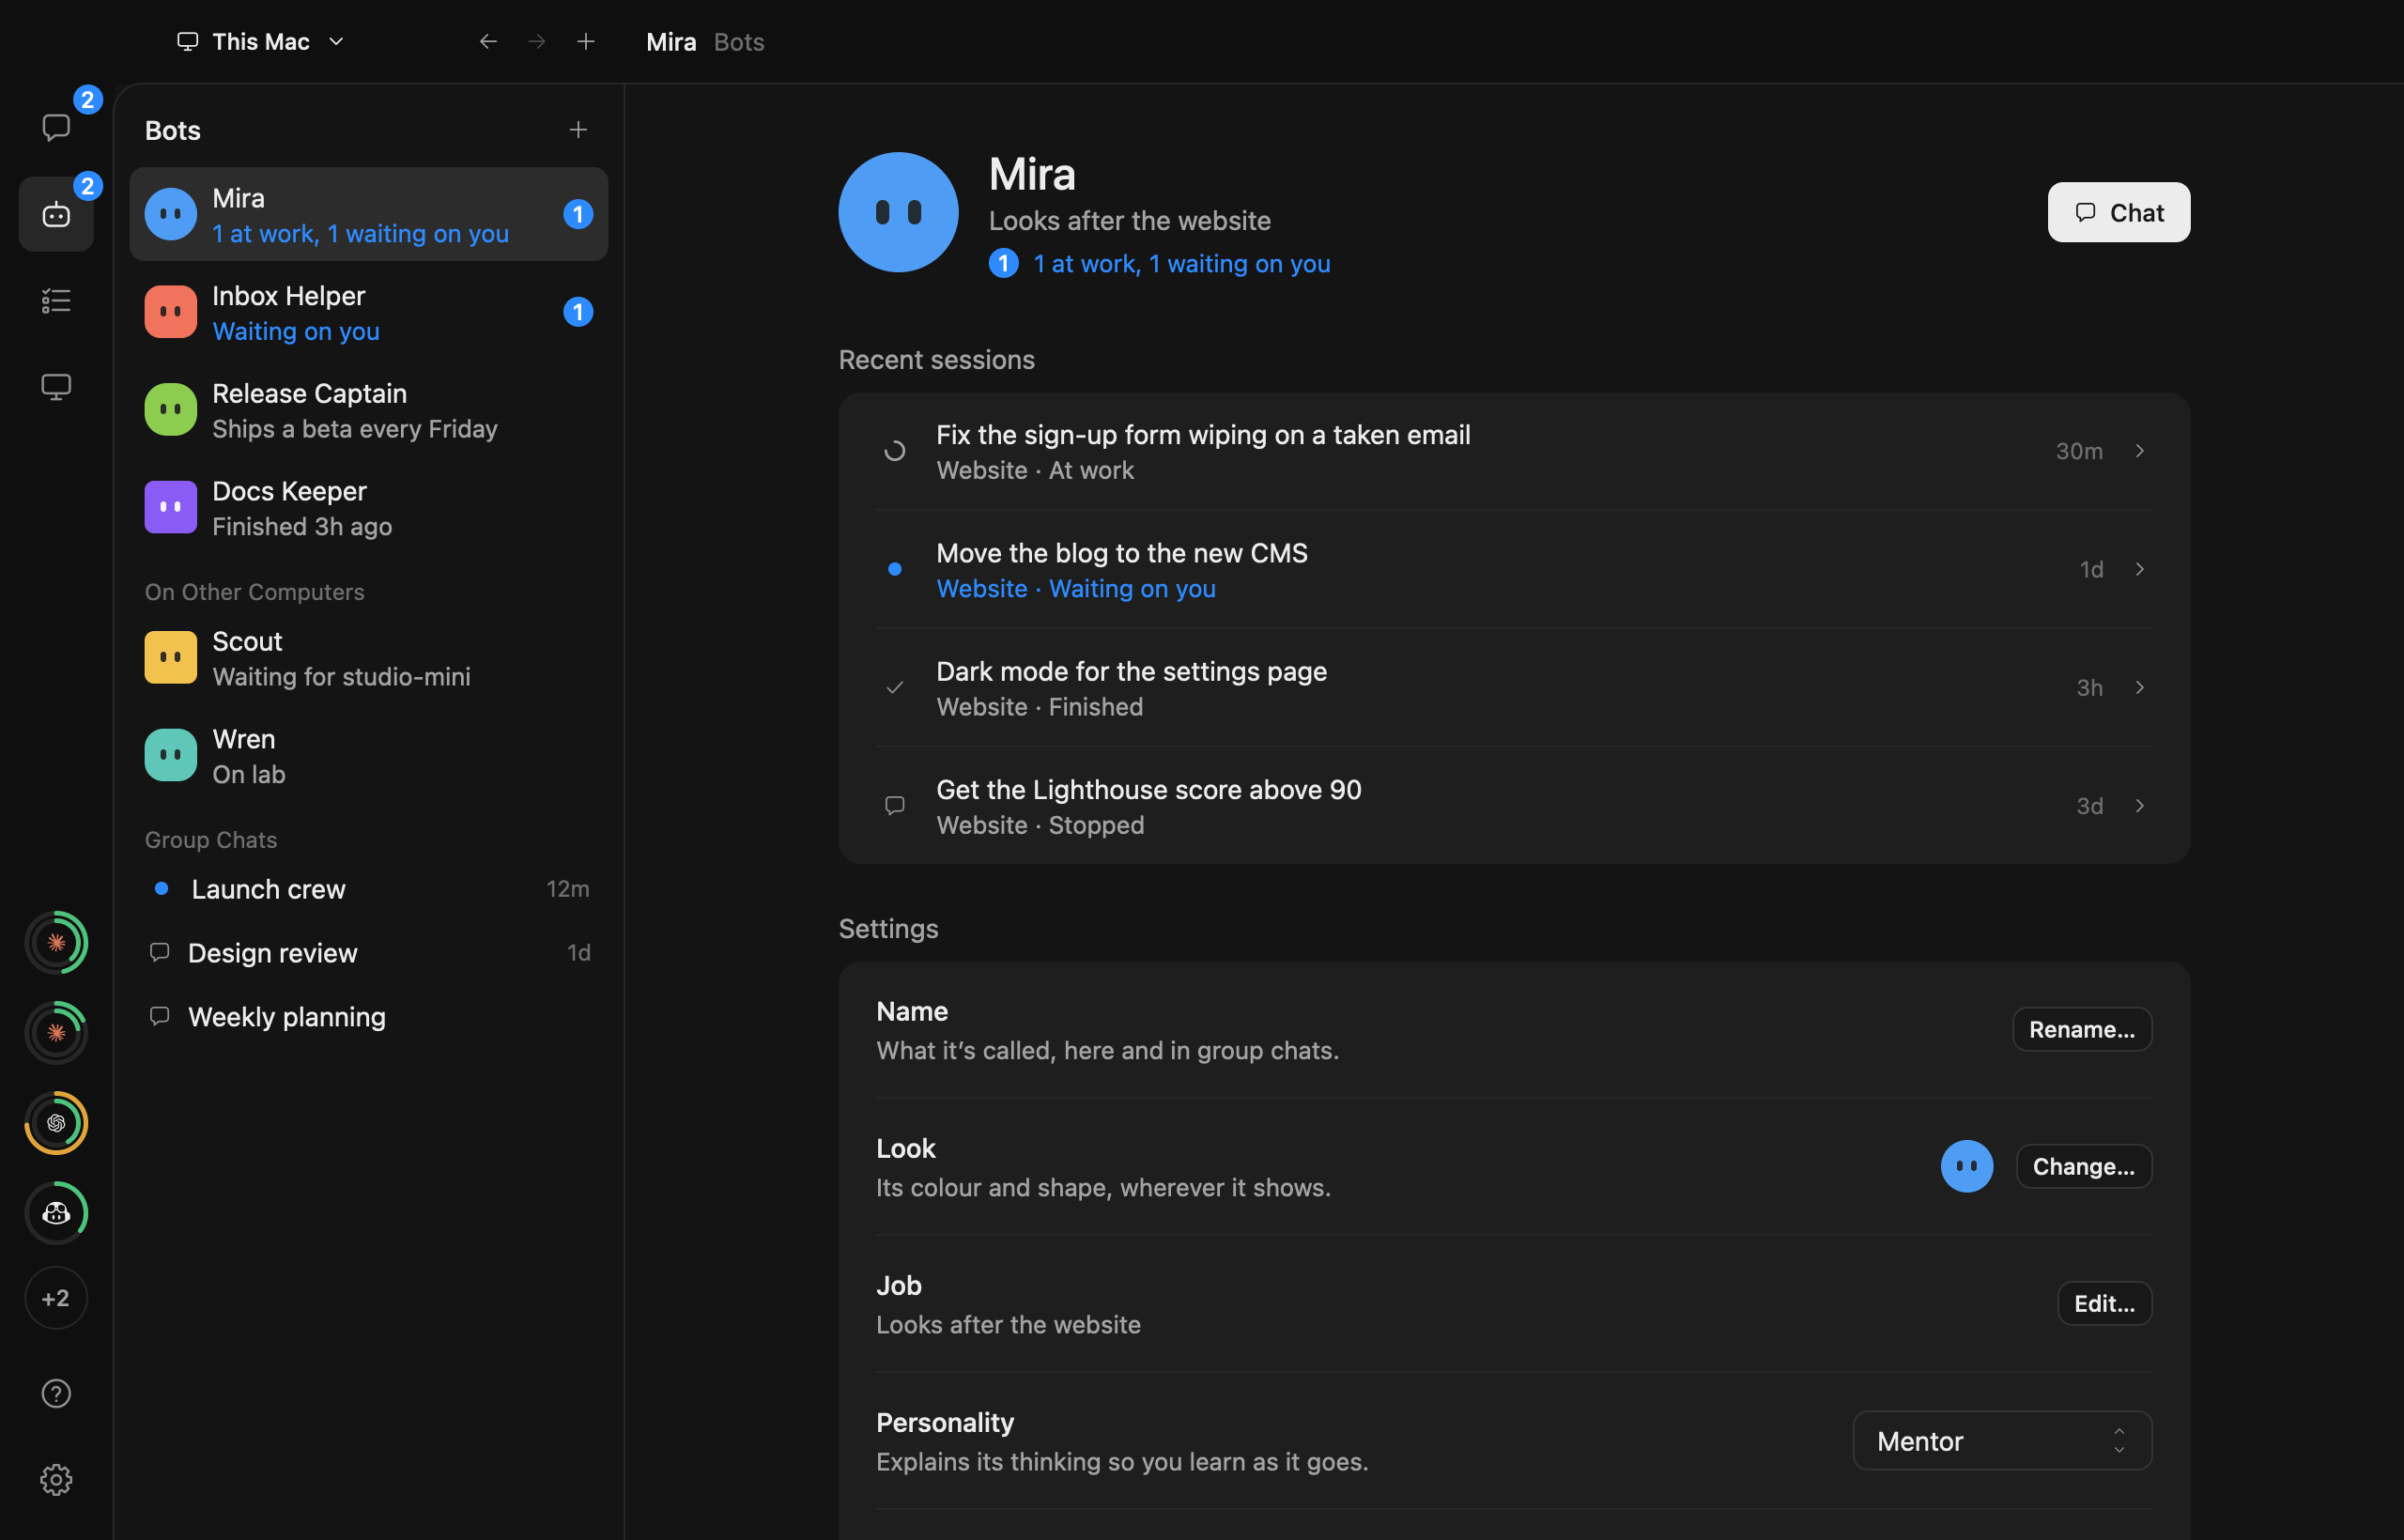 This Mac
Mira Bots
2
2
Bots
Mira
1 at work, 1 waiting on you
1
Inbox Helper
Waiting on you
1
Release Captain
Ships a beta every Friday
Docs Keeper
Finished 3h ago
On Other Computers
Scout
Waiting for studio-mini
Wren
On lab
Group Chats
Launch crew 12m
Design review 1d
Weekly planning
+2
Mira
Looks after the website
1 1 at work, 1 waiting on you
Chat
Recent sessions
Fix the sign-up form wiping on a taken email
Website · At work
30m
Move the blog to the new CMS
Website · Waiting on you
1d
Dark mode for the settings page
Website · Finished
3h
Get the Lighthouse score above 90
Website · Stopped
3d
Settings
Name
What it’s called, here and in group chats.
Rename...
Look
Its colour and shape, wherever it shows.
Change...
Job
Looks after the website
Edit...
Personality
Explains its thinking so you learn as it goes.
Mentor